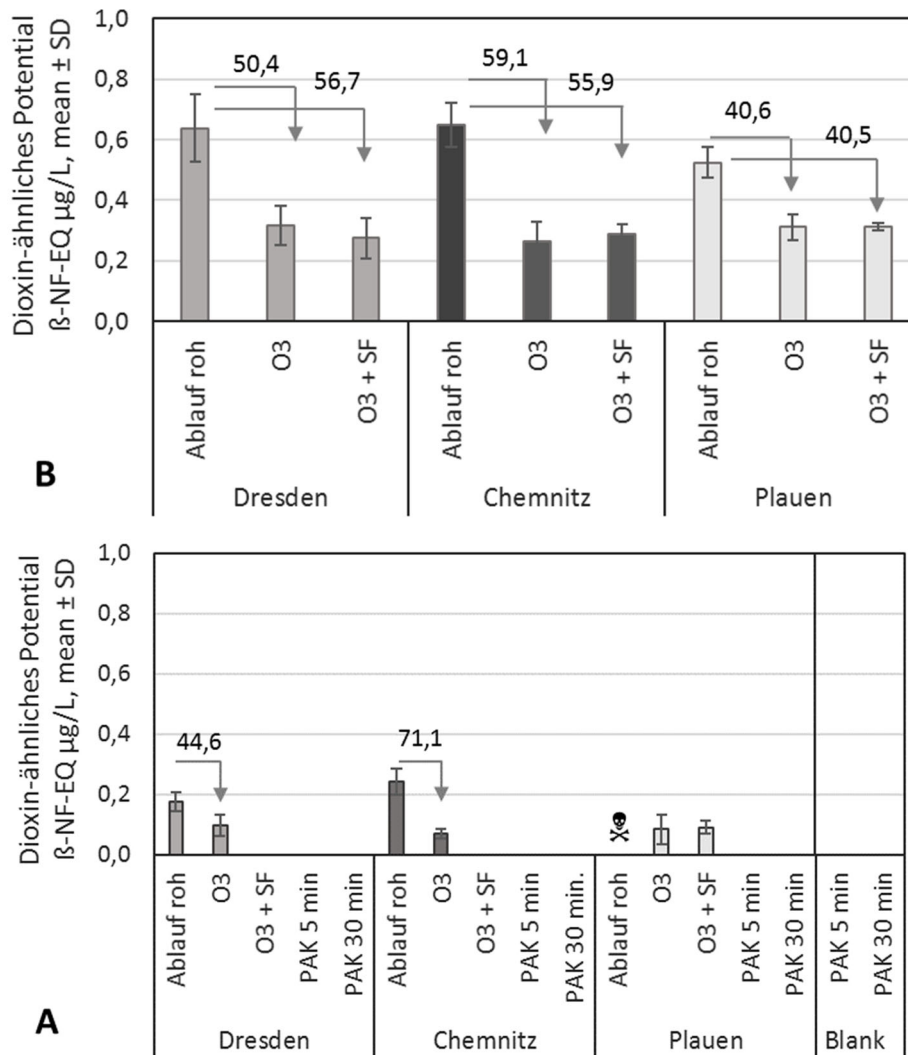 Dioxin-ähnliches Potential
ß-NF-EQ µg/L, mean ± SD
1,0
0,8
0,6
0,4
0,2
0,0
50,4
56,7
59,1
55,9
40,6
40,5
Ablauf roh
O3
O3 + SF
Ablauf roh
O3
O3 + SF
Ablauf roh
O3
O3 + SF
Dresden
Chemnitz
Plauen
B
Dioxin-ähnliches Potential
ß-NF-EQ µg/L, mean ± SD
1,0
0,8
0,6
0,4
0,2
0,0
44,6
71,1
Ablauf roh
O3
O3 + SF
PAK 5 min
PAK 30 min
Ablauf roh
O3
O3 + SF
PAK 5 min
PAK 30 min.
Ablauf roh
O3
O3 + SF
PAK 5 min
PAK 30 min
PAK 5 min
PAK 30 min
Dresden
Chemnitz
Plauen
Blank
A